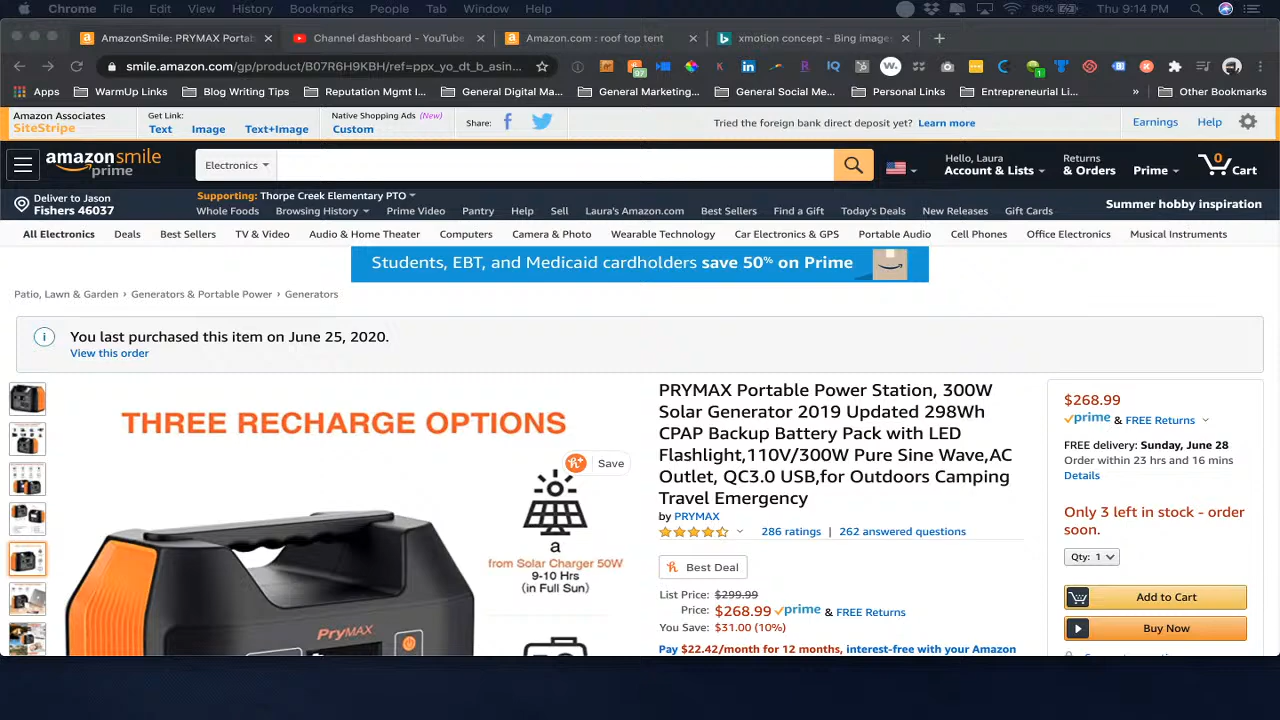 Chrome File Edit View History Bookmarks People Tab Window Help 96% Thu 9:14 PM
AmazonSmile: PRYMAX Portab Channel dashboard - YouTube Amazon.com : roof top tent xmotion concept - Bing images
smile.amazon.com/gp/product/B07R6H9KBH/ref=ppx_yo_dt_b_asin... 97 1
Apps WarmUp Links Blog Writing Tips Reputation Mgmt I... General Digital Ma... General Marketing... General Social Me... Personal Links Entrepreneurial Li... » Other Bookmarks
Amazon Associates
SiteStripe
Get Link:
Text Image Text+Image
Native Shopping Ads (New)
Custom
Share:
Tried the foreign bank direct deposit yet? Learn more
Earnings Help
amazonsmile
prime
Electronics
Hello, Laura
Account & Lists
Returns
& Orders
Prime
0
Cart
Deliver to Jason
Fishers 46037
Supporting: Thorpe Creek Elementary PTO
Whole Foods Browsing History Prime Video Pantry Help Sell Laura's Amazon.com Best Sellers Find a Gift Today's Deals New Releases Gift Cards
Summer hobby inspiration
All Electronics Deals Best Sellers TV & Video Audio & Home Theater Computers Camera & Photo Wearable Technology Car Electronics & GPS Portable Audio Cell Phones Office Electronics Musical Instruments
Students, EBT, and Medicaid cardholders save 50% on Prime
Patio, Lawn & Garden › Generators & Portable Power › Generators
You last purchased this item on June 25, 2020.
View this order
THREE RECHARGE OPTIONS
Save
a
from Solar Charger 50W
9-10 Hrs
(in Full Sun)
PryMAX
PRYMAX Portable Power Station, 300W
Solar Generator 2019 Updated 298Wh
CPAP Backup Battery Pack with LED
Flashlight,110V/300W Pure Sine Wave,AC
Outlet, QC3.0 USB,for Outdoors Camping
Travel Emergency
by PRYMAX
286 ratings | 262 answered questions
Best Deal
List Price: $299.99
Price: $268.99 prime & FREE Returns
You Save: $31.00 (10%)
Pay $22.42/month for 12 months, interest-free with your Amazon
$268.99
prime & FREE Returns
FREE delivery: Sunday, June 28
Order within 23 hrs and 16 mins
Details
Only 3 left in stock - order
soon.
Qty: 1
Add to Cart
Buy Now